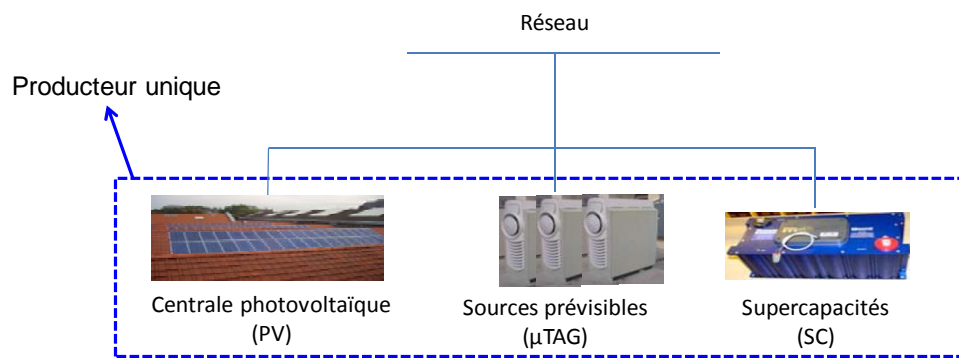 Réseau
Producteur unique
Centrale photovoltaïque
(PV)
Sources prévisibles
(µTAG)
Supercapacités
(SC)